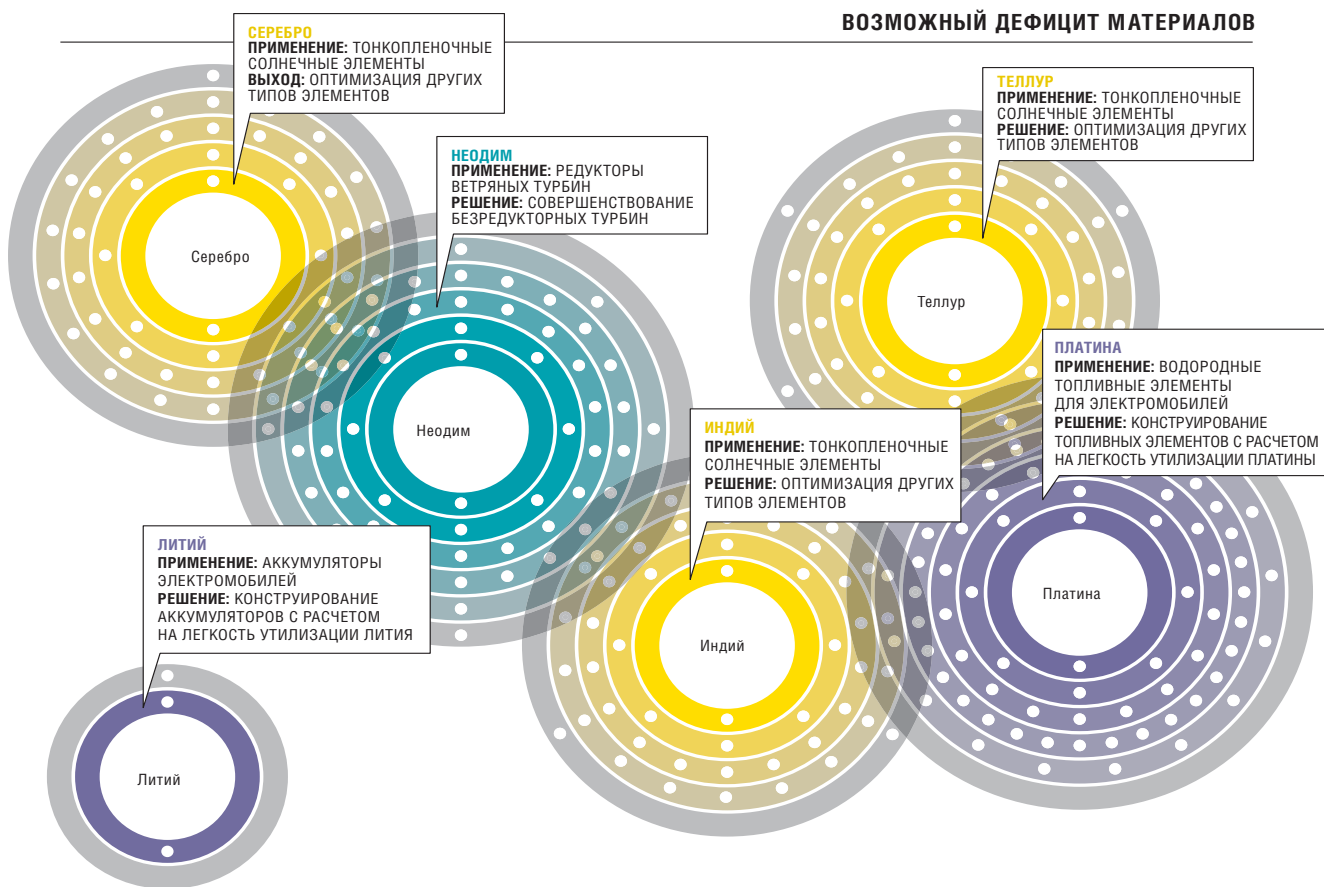 ВОЗМОЖНЫЙ ДЕФИЦИТ МАТЕРИАЛОВ
СЕРЕБРО
ПРИМЕНЕНИЕ: ТОНКОПЛЕНОЧНЫЕ
СОЛНЕЧНЫЕ ЭЛЕМЕНТЫ
ВЫХОД: ОПТИМИЗАЦИЯ ДРУГИХ
ТИПОВ ЭЛЕМЕНТОВ
ТЕЛЛУР
ПРИМЕНЕНИЕ: ТОНКОПЛЕНОЧНЫЕ
СОЛНЕЧНЫЕ ЭЛЕМЕНТЫ
РЕШЕНИЕ: ОПТИМИЗАЦИЯ ДРУГИХ
ТИПОВ ЭЛЕМЕНТОВ
НЕОДИМ
ПРИМЕНЕНИЕ: РЕДУКТОРЫ
ВЕТРЯНЫХ ТУРБИН
РЕШЕНИЕ: СОВЕРШЕНСТВОВАНИЕ
БЕЗРЕДУКТОРНЫХ ТУРБИН
Серебро
Теллур
ПЛАТИНА
ПРИМЕНЕНИЕ: ВОДОРОДНЫЕ
ТОПЛИВНЫЕ ЭЛЕМЕНТЫ
ДЛЯ ЭЛЕКТРОМОБИЛЕЙ
РЕШЕНИЕ: КОНСТРУИРОВАНИЕ
ТОПЛИВНЫХ ЭЛЕМЕНТОВ С РАСЧЕТОМ
НА ЛЕГКОСТЬ УТИЛИЗАЦИИ ПЛАТИНЫ
Неодим
ИНДИЙ
ПРИМЕНЕНИЕ: ТОНКОПЛЕНОЧНЫЕ
СОЛНЕЧНЫЕ ЭЛЕМЕНТЫ
РЕШЕНИЕ: ОПТИМИЗАЦИЯ ДРУГИХ
ТИПОВ ЭЛЕМЕНТОВ
ЛИТИЙ
ПРИМЕНЕНИЕ: АККУМУЛЯТОРЫ
ЭЛЕКТРОМОБИЛЕЙ
РЕШЕНИЕ: КОНСТРУИРОВАНИЕ
АККУМУЛЯТОРОВ С РАСЧЕТОМ
НА ЛЕГКОСТЬ УТИЛИЗАЦИИ ЛИТИЯ
Платина
Индий
Литий